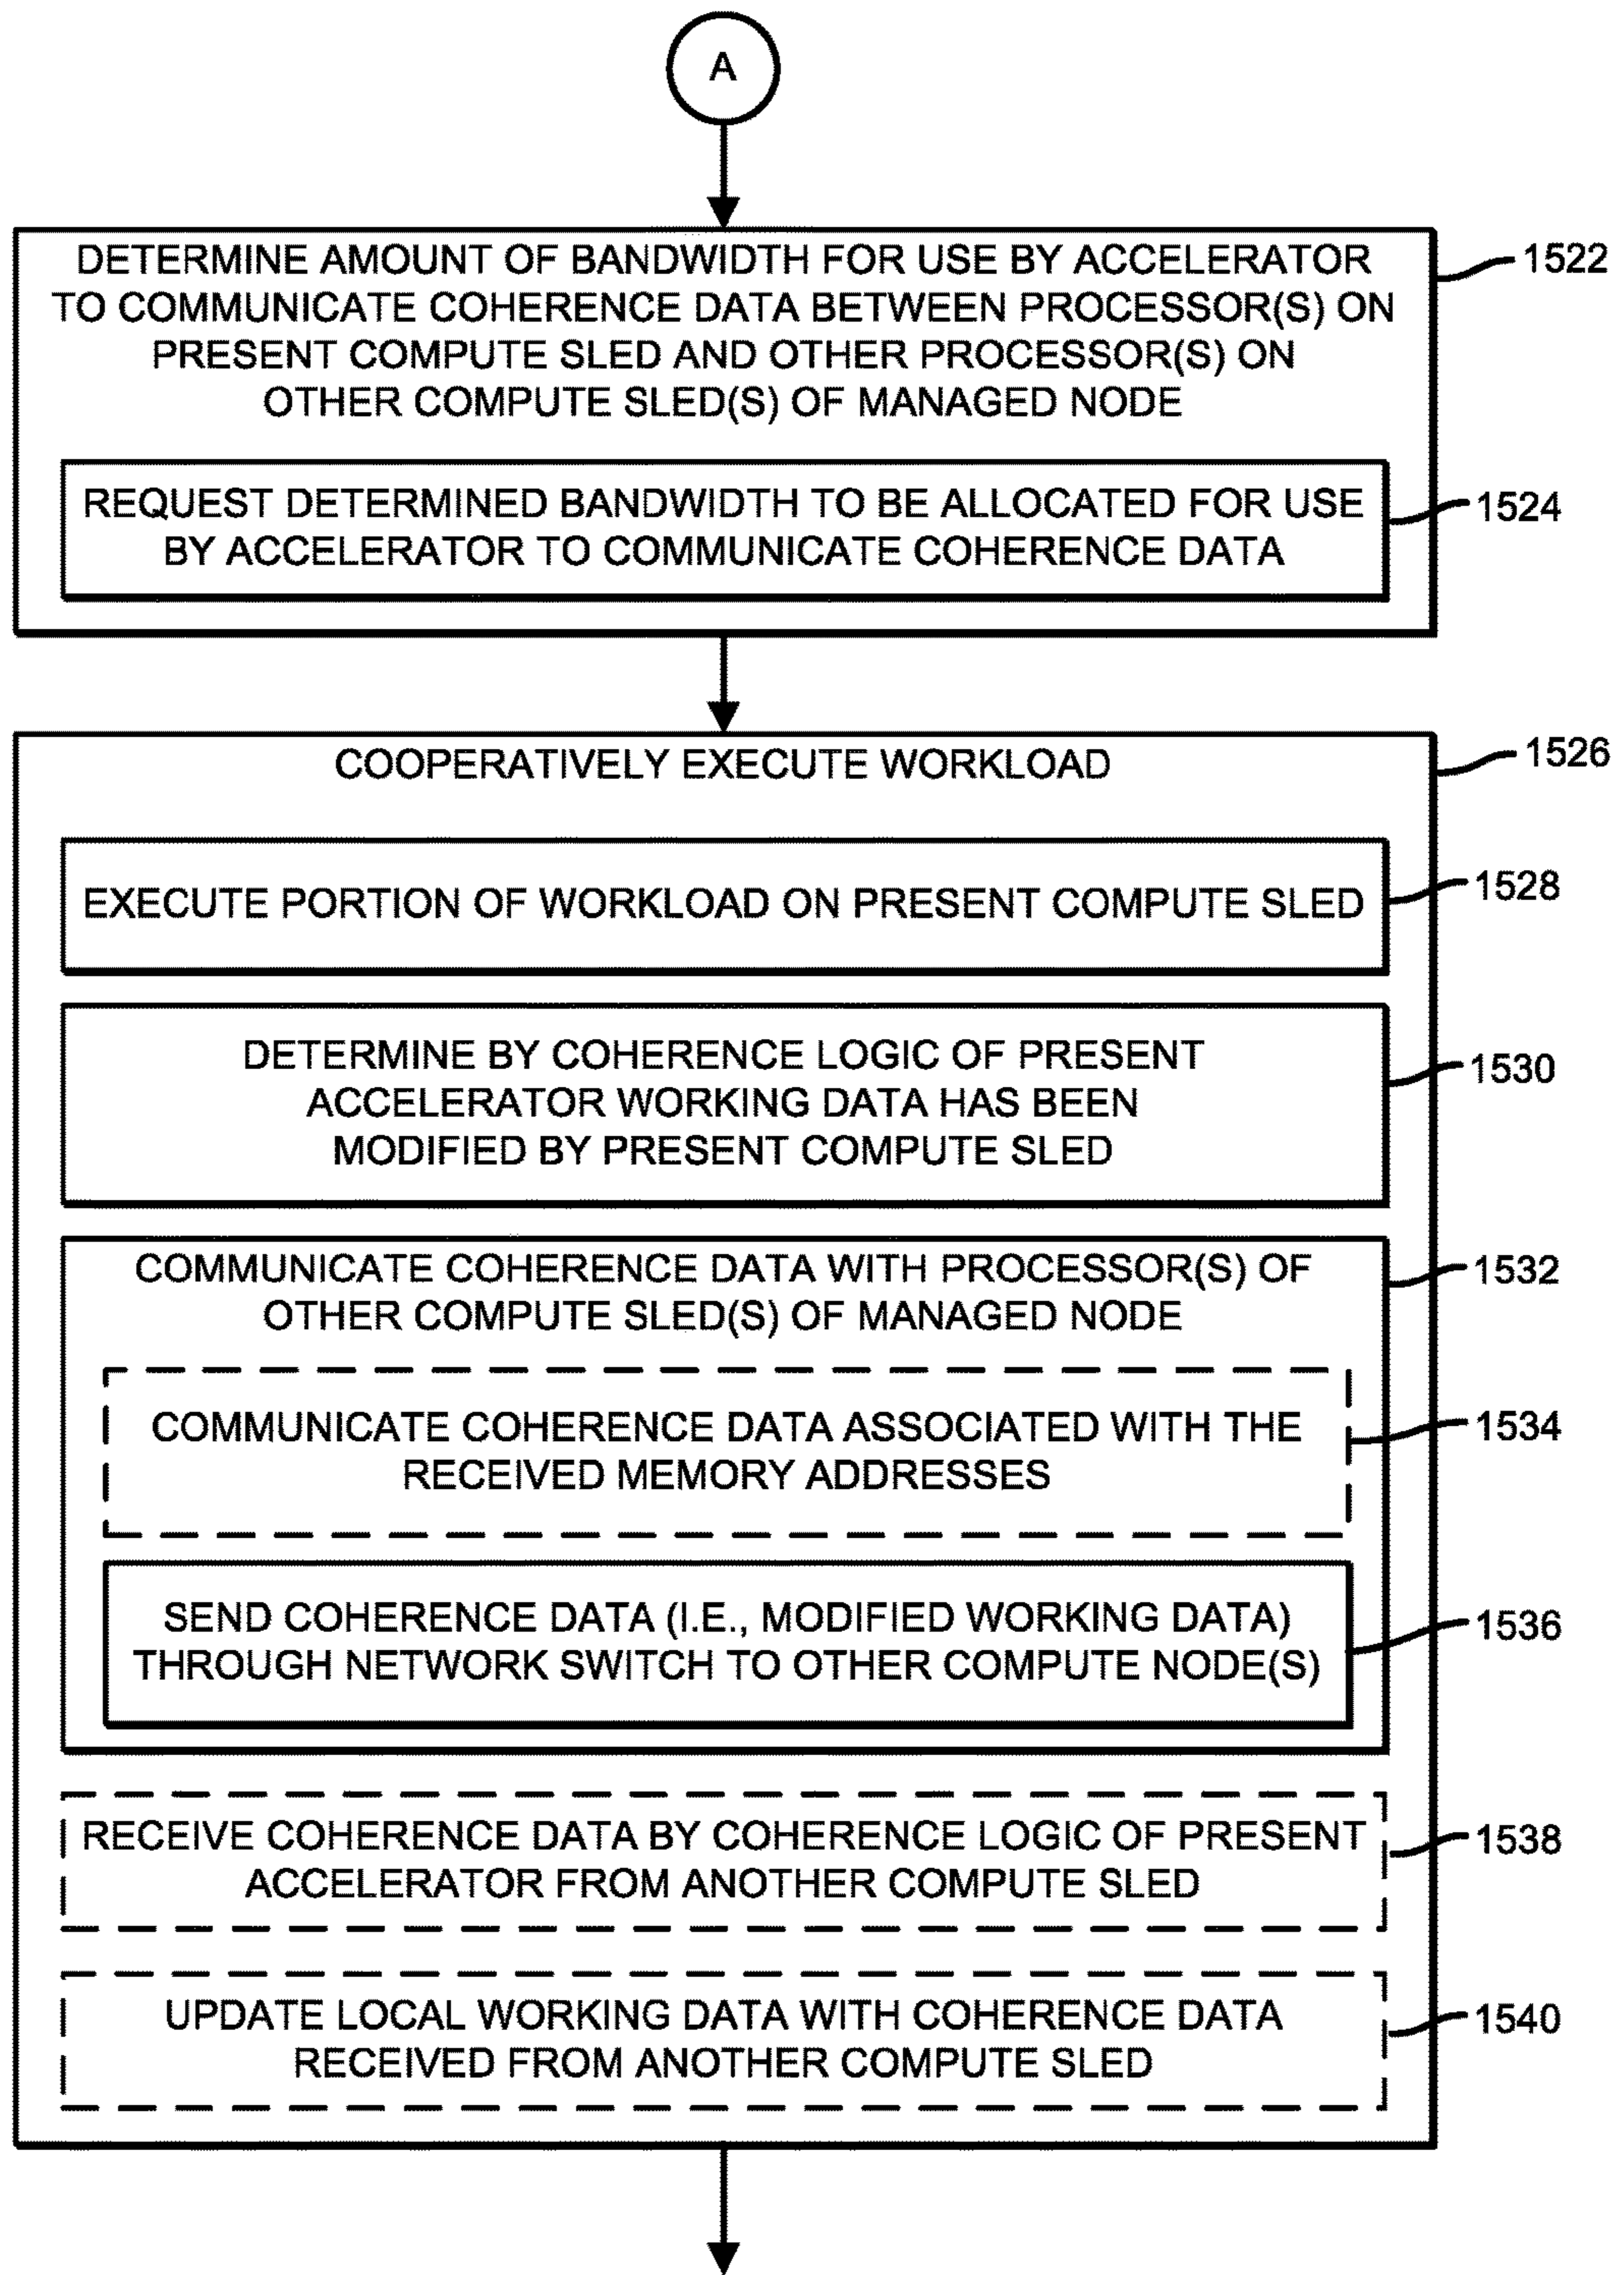 A
DETERMINE AMOUNT OF BANDWIDTH FOR USE BY ACCELERATOR
TO COMMUNICATE COHERENCE DATA BETWEEN PROCESSOR(S) ON
PRESENT COMPUTE SLED AND OTHER PROCESSOR(S) ON
OTHER COMPUTE SLED(S) OF MANAGED NODE
1522
REQUEST DETERMINED BANDWIDTH TO BE ALLOCATED FOR USE
BY ACCELERATOR TO COMMUNICATE COHERENCE DATA
1524
COOPERATIVELY EXECUTE WORKLOAD
1526
EXECUTE PORTION OF WORKLOAD ON PRESENT COMPUTE SLED
1528
DETERMINE BY COHERENCE LOGIC OF PRESENT
ACCELERATOR WORKING DATA HAS BEEN
MODIFIED BY PRESENT COMPUTE SLED
1530
COMMUNICATE COHERENCE DATA WITH PROCESSOR(S) OF
OTHER COMPUTE SLED(S) OF MANAGED NODE
1532
COMMUNICATE COHERENCE DATA ASSOCIATED WITH THE
RECEIVED MEMORY ADDRESSES
1534
SEND COHERENCE DATA (I.E., MODIFIED WORKING DATA)
THROUGH NETWORK SWITCH TO OTHER COMPUTE NODE(S)
1536
RECEIVE COHERENCE DATA BY COHERENCE LOGIC OF PRESENT
ACCELERATOR FROM ANOTHER COMPUTE SLED
1538
UPDATE LOCAL WORKING DATA WITH COHERENCE DATA
RECEIVED FROM ANOTHER COMPUTE SLED
1540